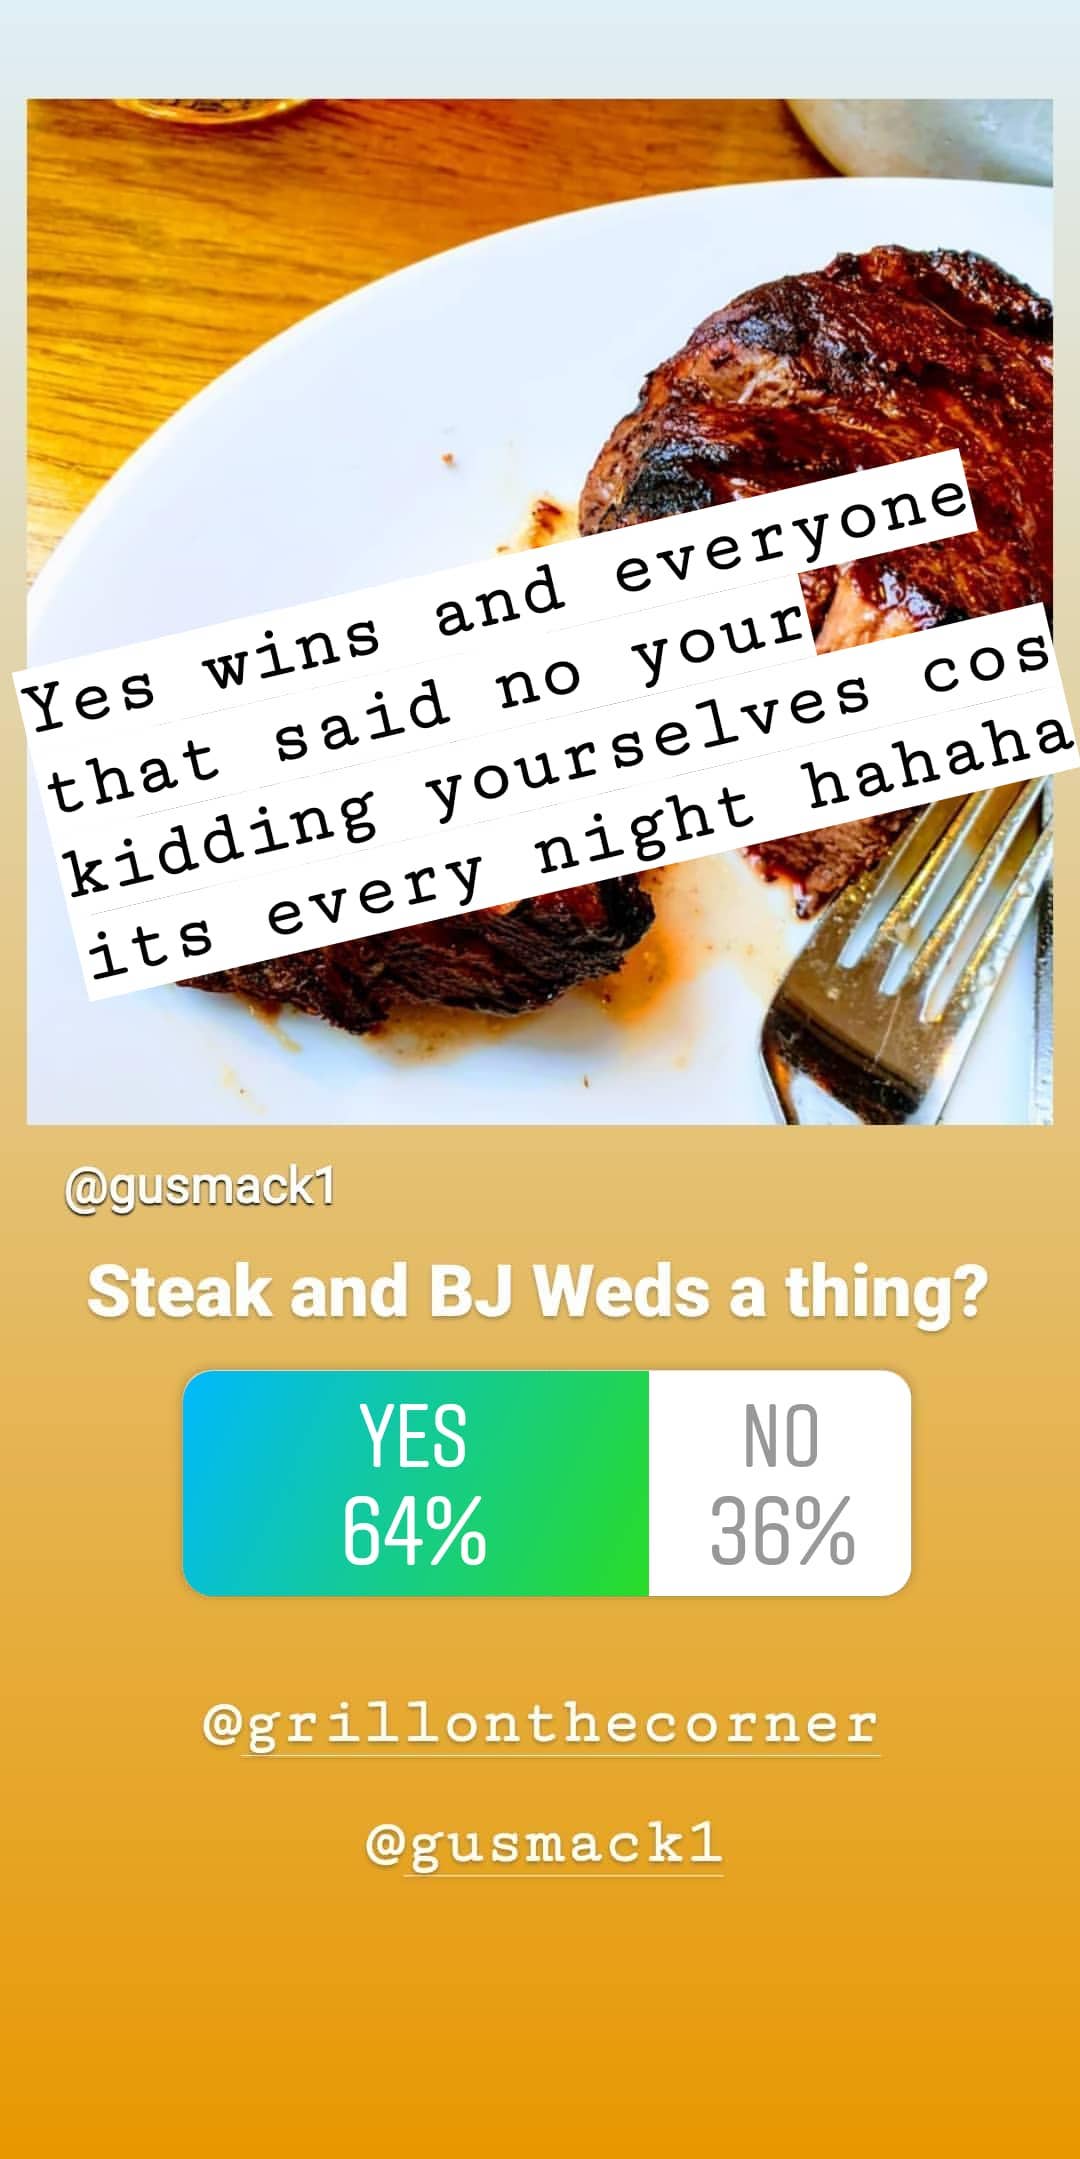 Yes wins and everyone
that said no your
kidding yourselves cos
its every night hahaha
@gusmack1
Steak and BJ Weds a thing?
YES
64%
NO
36%
@grillonthecorner
@gusmack1